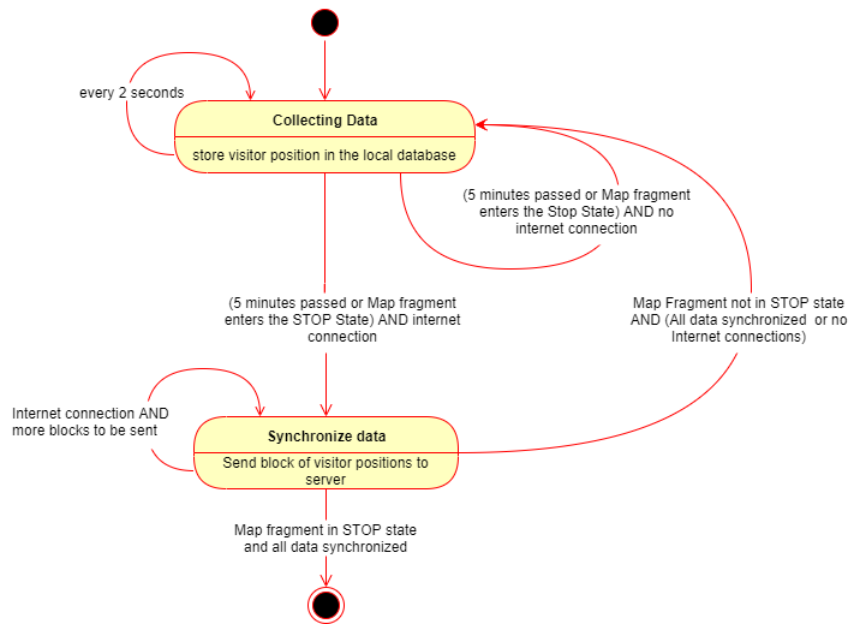 every 2 seconds
Collecting Data
store visitor position in the local database
(5 minutes passed or Map fragment
enters the Stop State) AND no
internet connection
(5 minutes passed or Map fragment
enters the STOP State) AND internet
connection
Map Fragment not in STOP state
AND (All data synchronized or no
Internet connections)
Internet connection AND
more blocks to be sent
Synchronize data
Send block of visitor positions to
server
Map fragment in STOP state
and all data synchronized